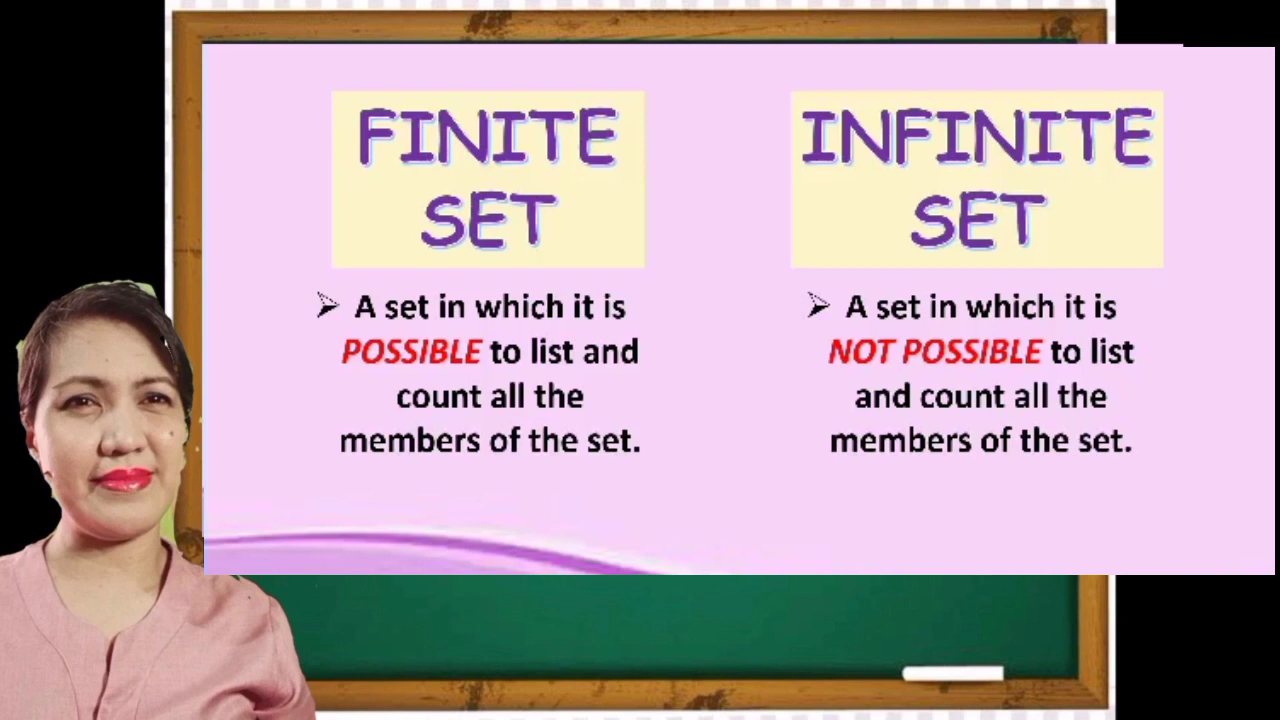 FINITE
SET
➢ A set in which it is
POSSIBLE to list and
count all the
members of the set.
INFINITE
SET
➢ A set in which it is
NOT POSSIBLE to list
and count all the
members of the set.